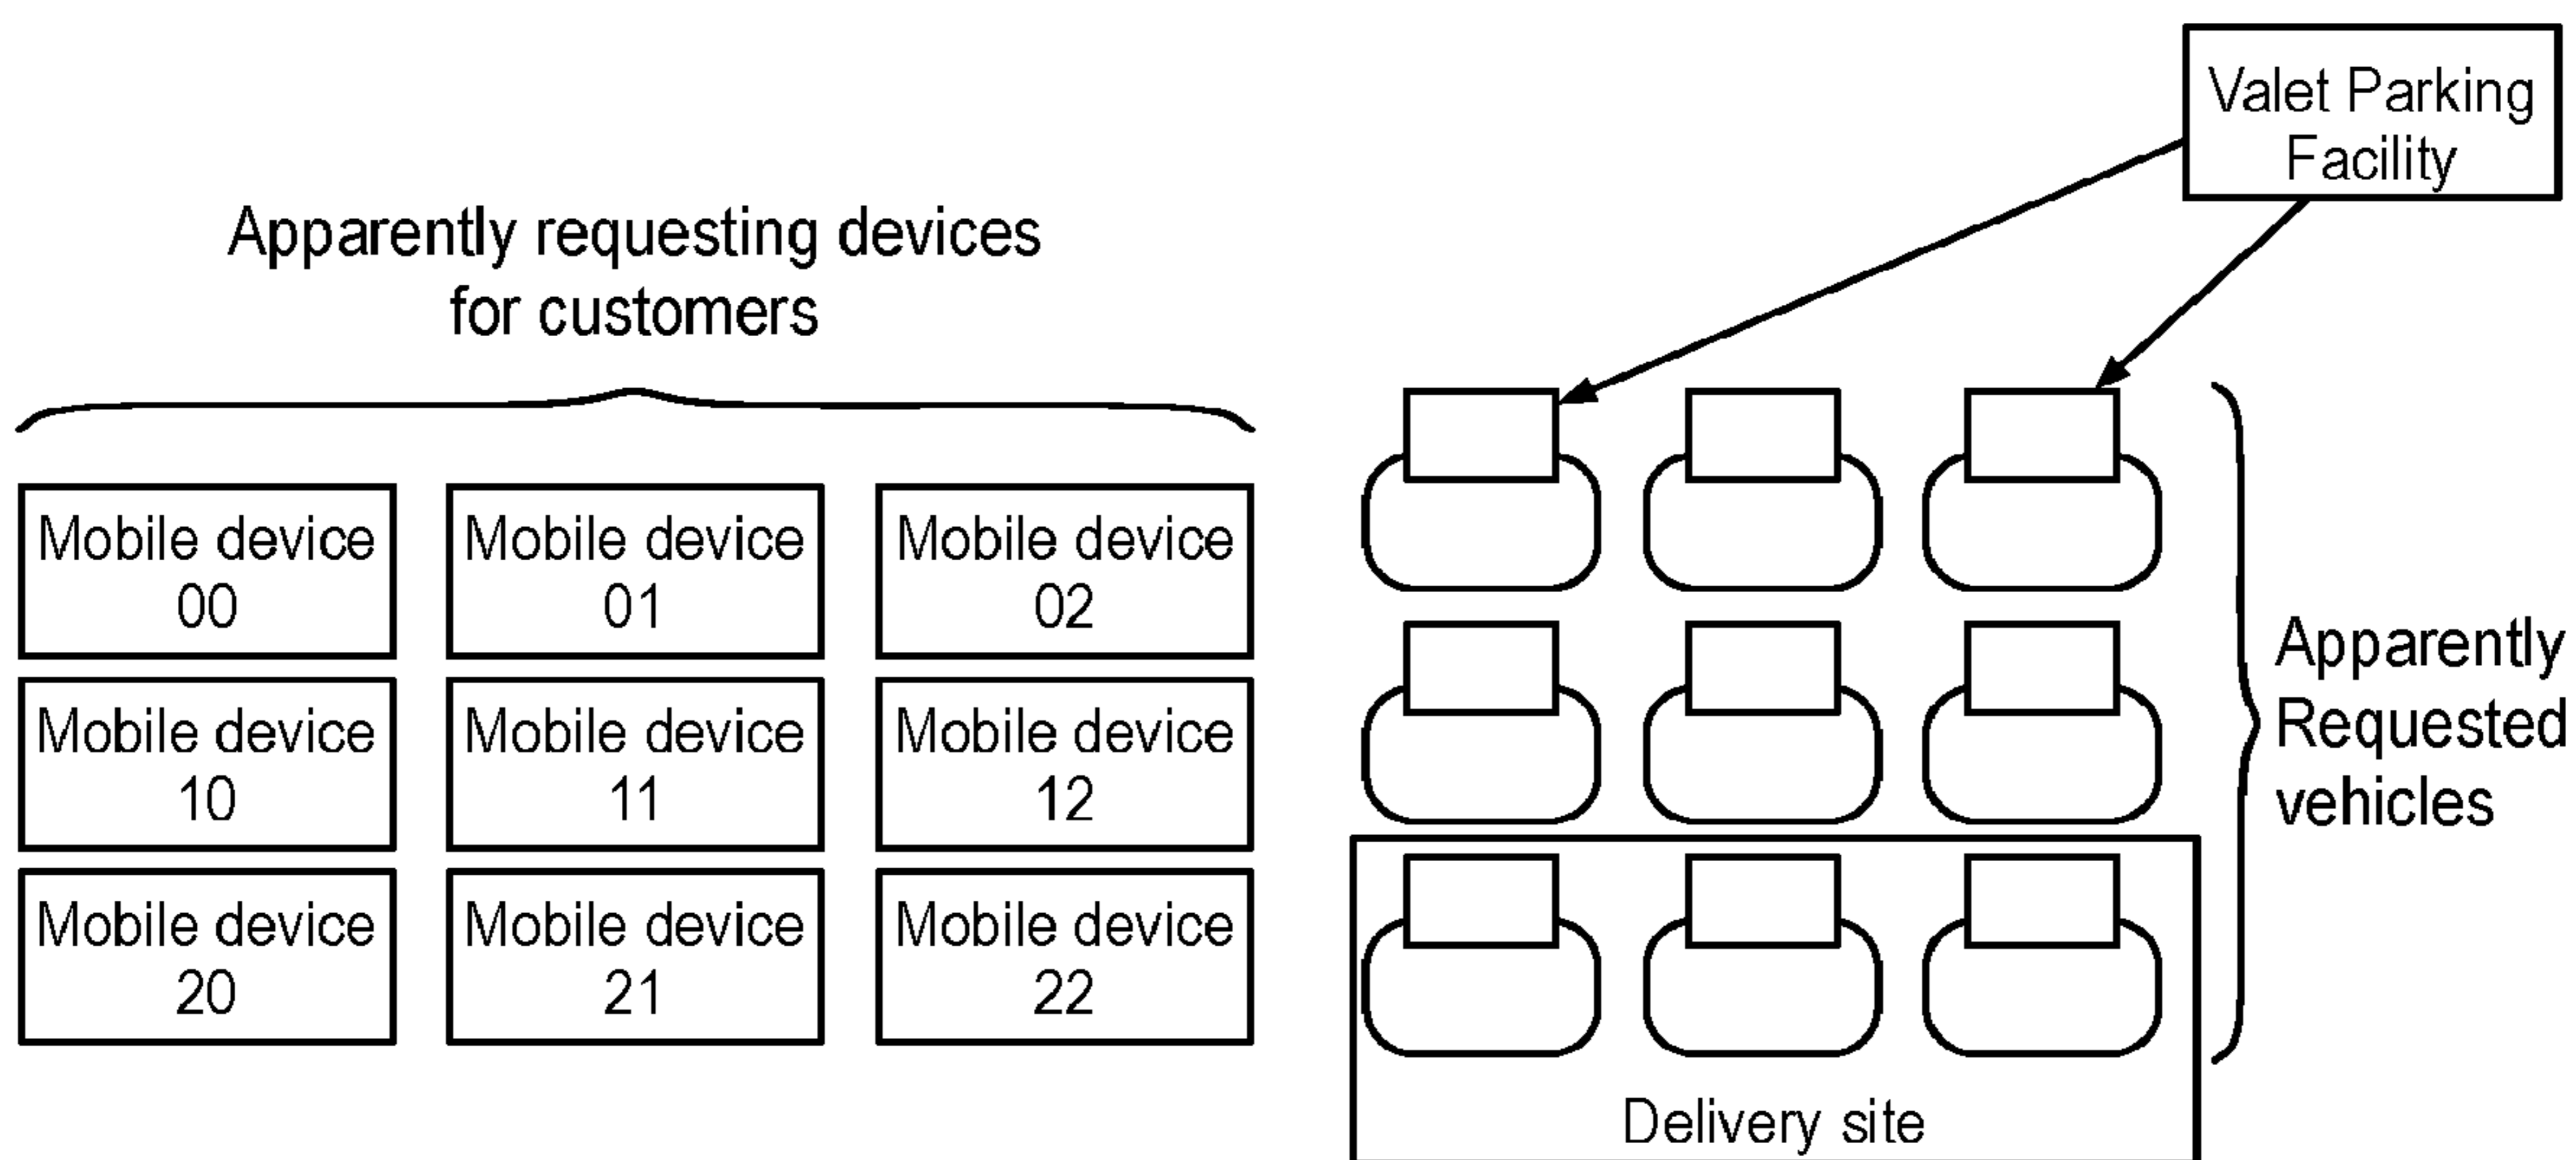 Valet Parking
Facility
Apparently requesting devices
for customers
Mobile device
00
Mobile device
01
Mobile device
02
Mobile device
10
Mobile device
11
Mobile device
12
Mobile device
20
Mobile device
21
Mobile device
22
Apparently
Requested
vehicles
Delivery site